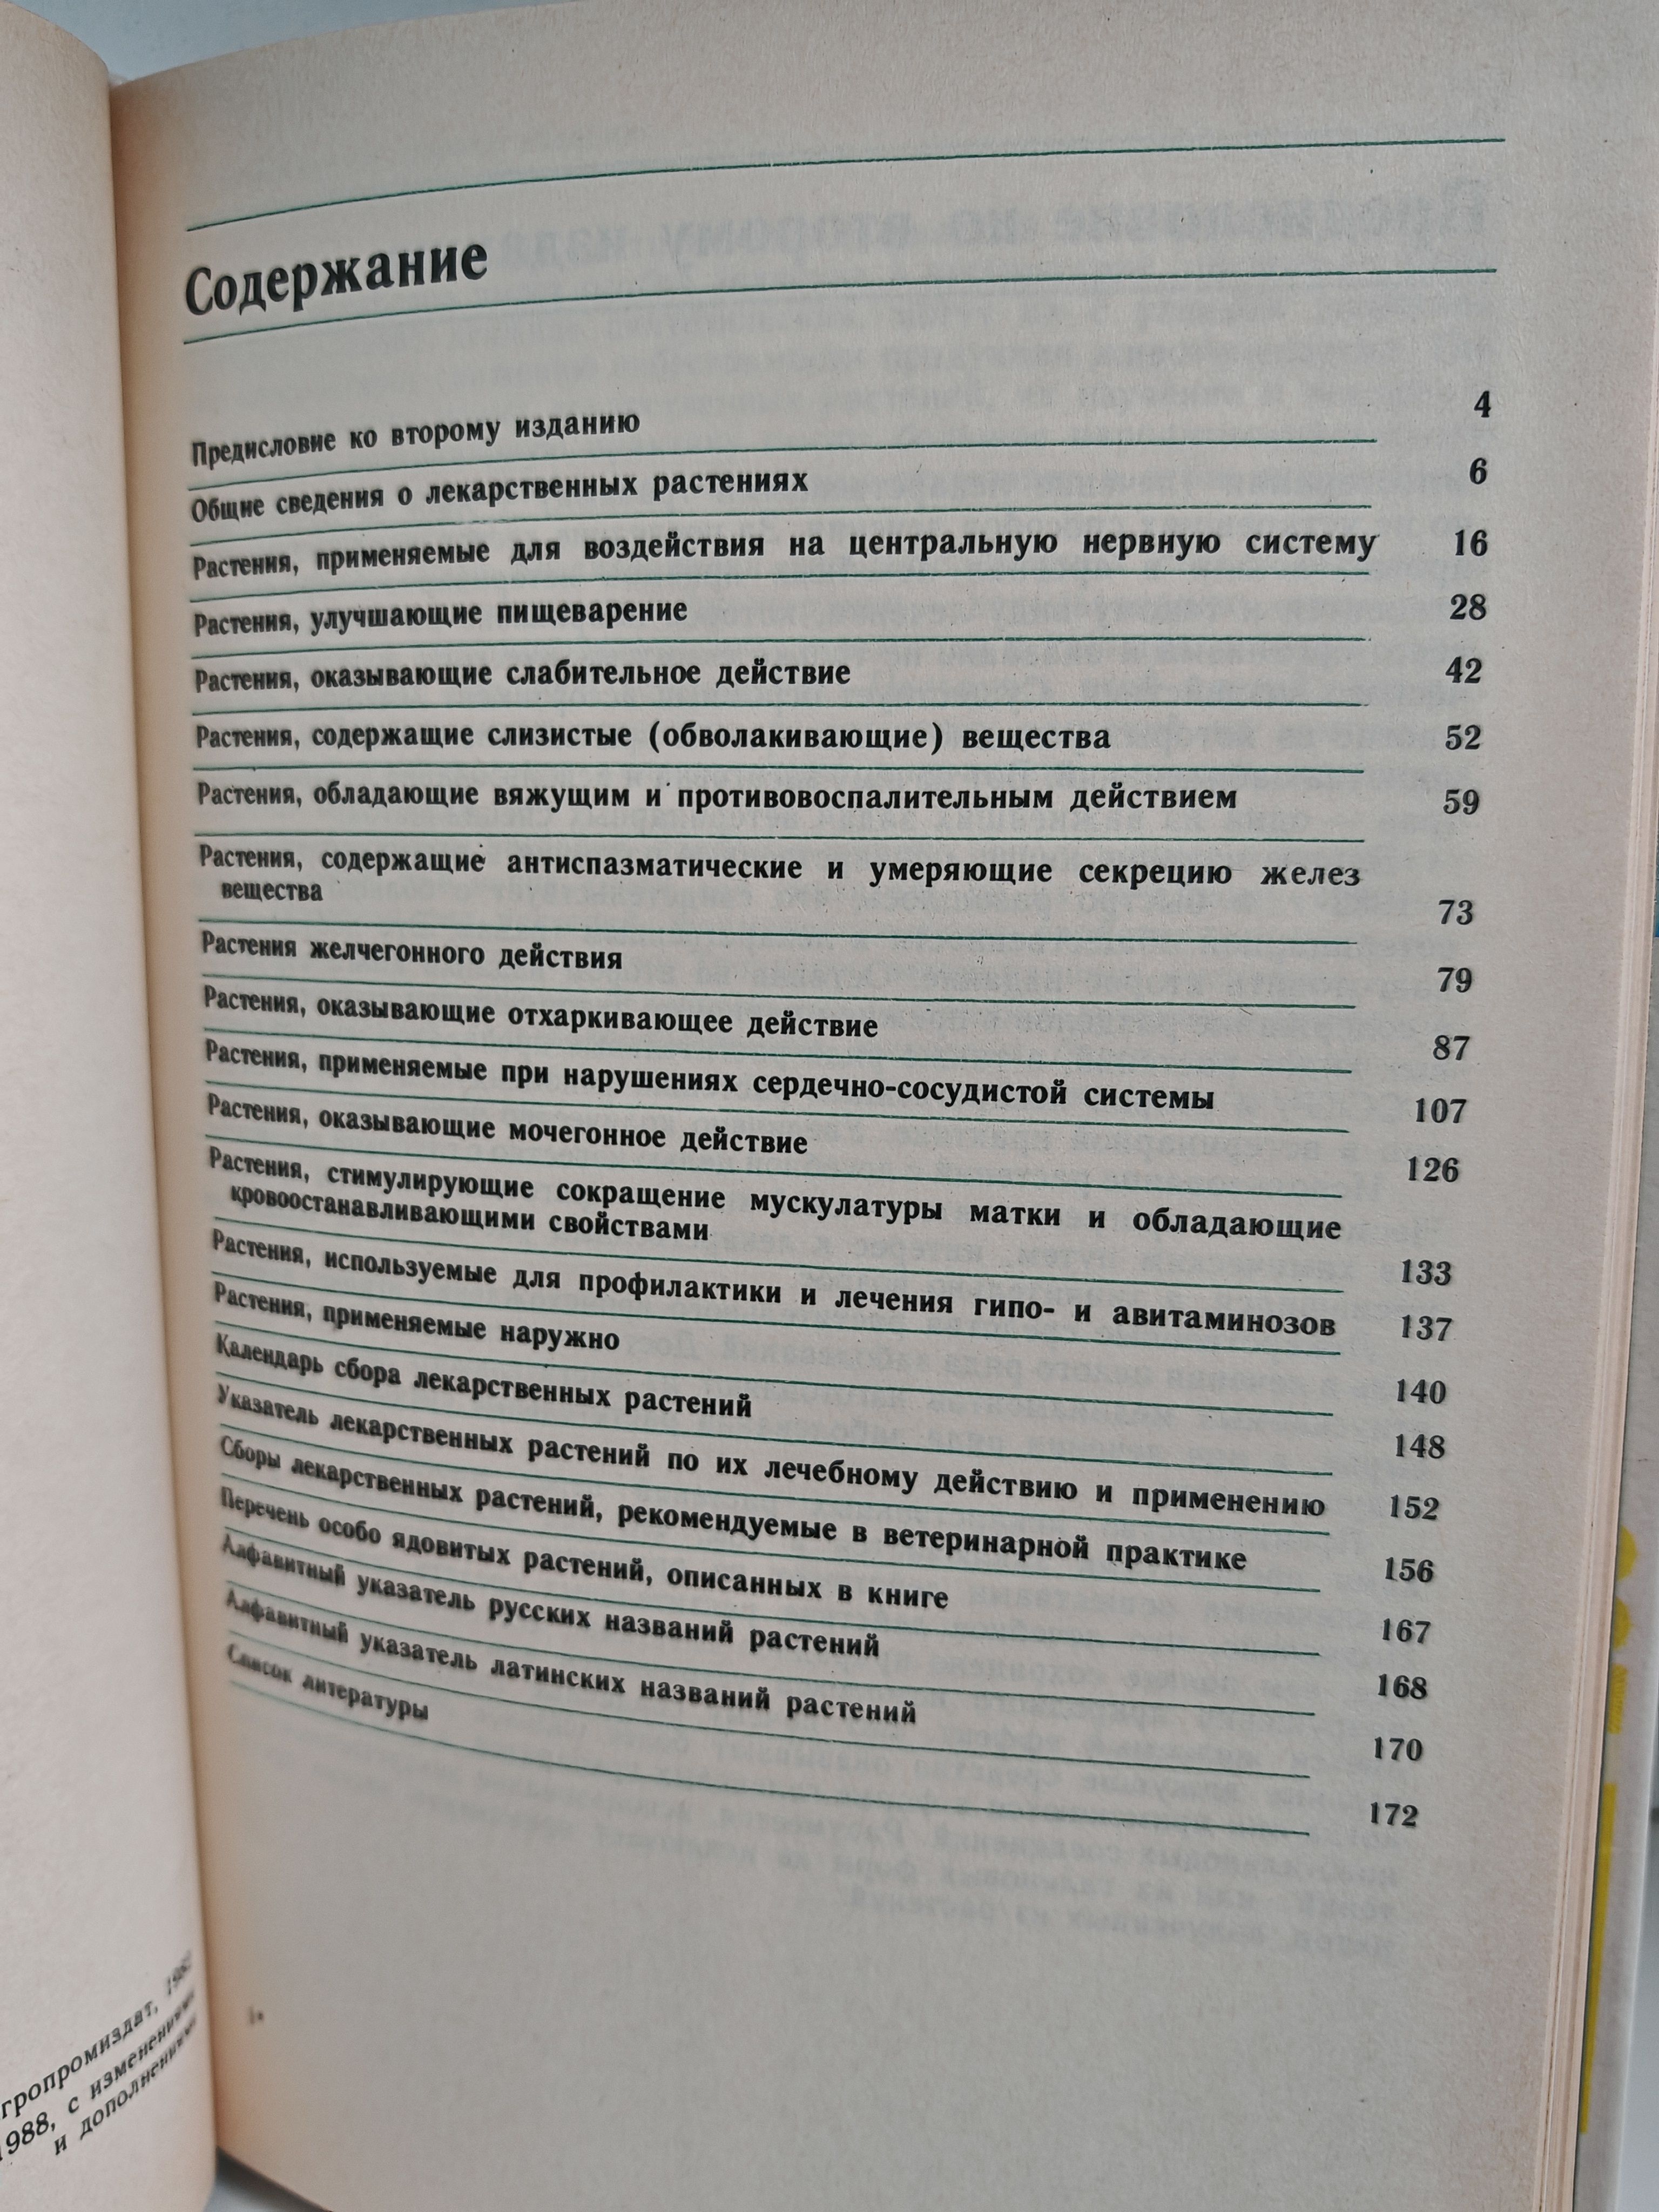 Содержание
Предисловие ко второму изданию 4
Общие сведения о лекарственных растениях 6
Растения, применяемые для воздействия на центральную нервную систему 16
Растения, улучшающие пищеварение 28
Растения, оказывающие слабительное действие 42
Растения, содержащие слизистые (обволакивающие) вещества 52
Растения, обладающие вяжущим и противовоспалительным действием 59
Растения, содержащие антиспазматические и умеряющие секрецию желез
вещества 73
Растения желчегонного действия 79
Растения, оказывающие отхаркивающее действие 87
Растения, применяемые при нарушениях сердечно-сосудистой системы 107
Растения, оказывающие мочегонное действие 126
Растения, стимулирующие сокращение мускулатуры матки и обладающие
кровоостанавливающими свойствами 133
Растения, используемые для профилактики и лечения гипо- и авитаминозов 137
Растения, применяемые наружно 140
Календарь сбора лекарственных растений 148
Указатель лекарственных растений по их лечебному действию и применению 152
Сборы лекарственных растений, рекомендуемые в ветеринарной практике 156
Перечень особо ядовитых растений, описанных в книге 167
Алфавитный указатель русских названий растений 168
Алфавитный указатель латинских названий растений 170
Список литературы 172
гропромиздат,
1988, с изменениями
и дополнениями